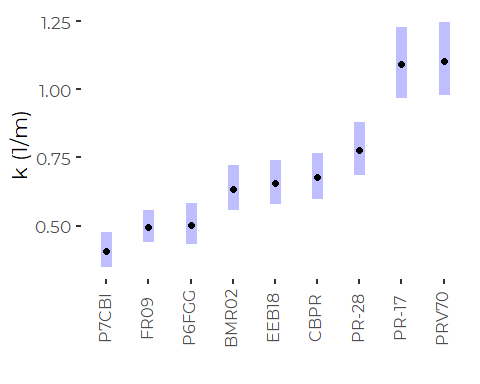 k (1/m)
1.25
1.00
0.75
0.50
P7CBI
FR09
P6FGG
BMR02
EEB18
CBPR
PR-28
PR-17
PRV70